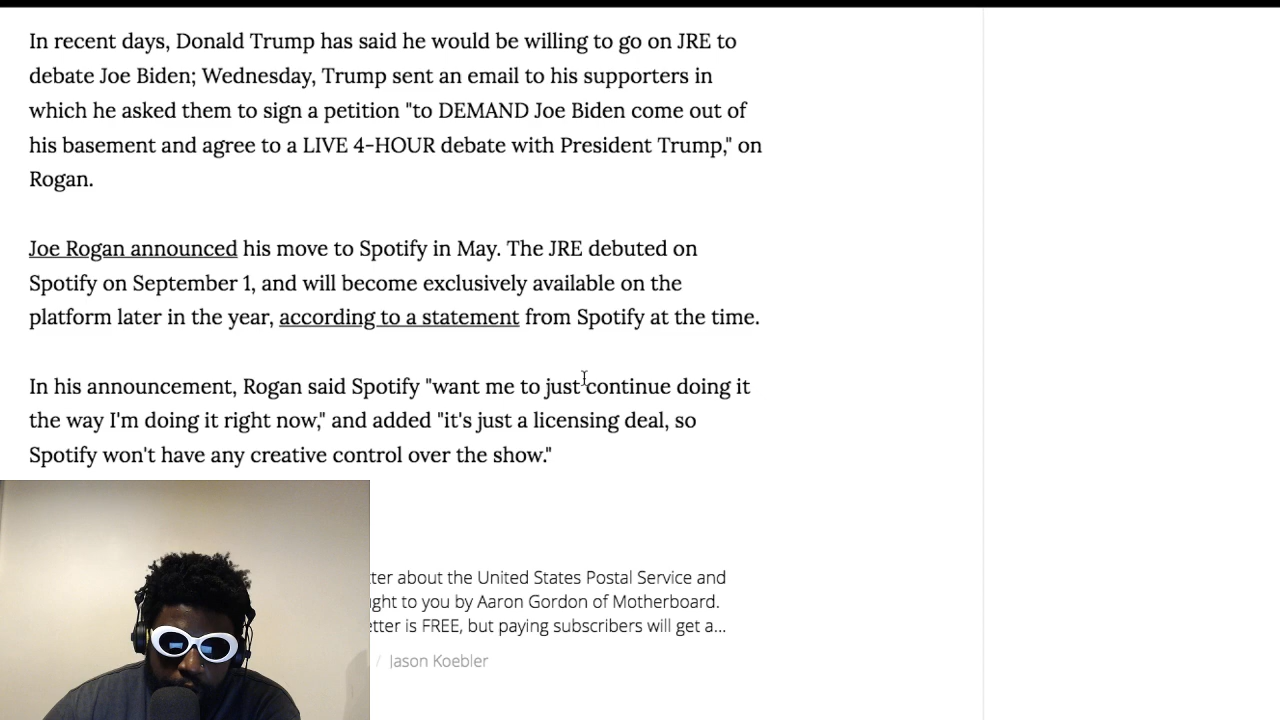 In recent days, Donald Trump has said he would be willing to go on JRE to
debate Joe Biden; Wednesday, Trump sent an email to his supporters in
which he asked them to sign a petition "to DEMAND Joe Biden come out of
his basement and agree to a LIVE 4-HOUR debate with President Trump," on
Rogan.
Joe Rogan announced his move to Spotify in May. The JRE debuted on
Spotify on September 1, and will become exclusively available on the
platform later in the year, according to a statement from Spotify at the time.
In his announcement, Rogan said Spotify "want me to just continue doing it
the way I'm doing it right now," and added "it's just a licensing deal, so
Spotify won't have any creative control over the show."
tter about the United States Postal Service and
ght to you by Aaron Gordon of Motherboard.
etter is FREE, but paying subscribers will get a...
/ Jason Koebler